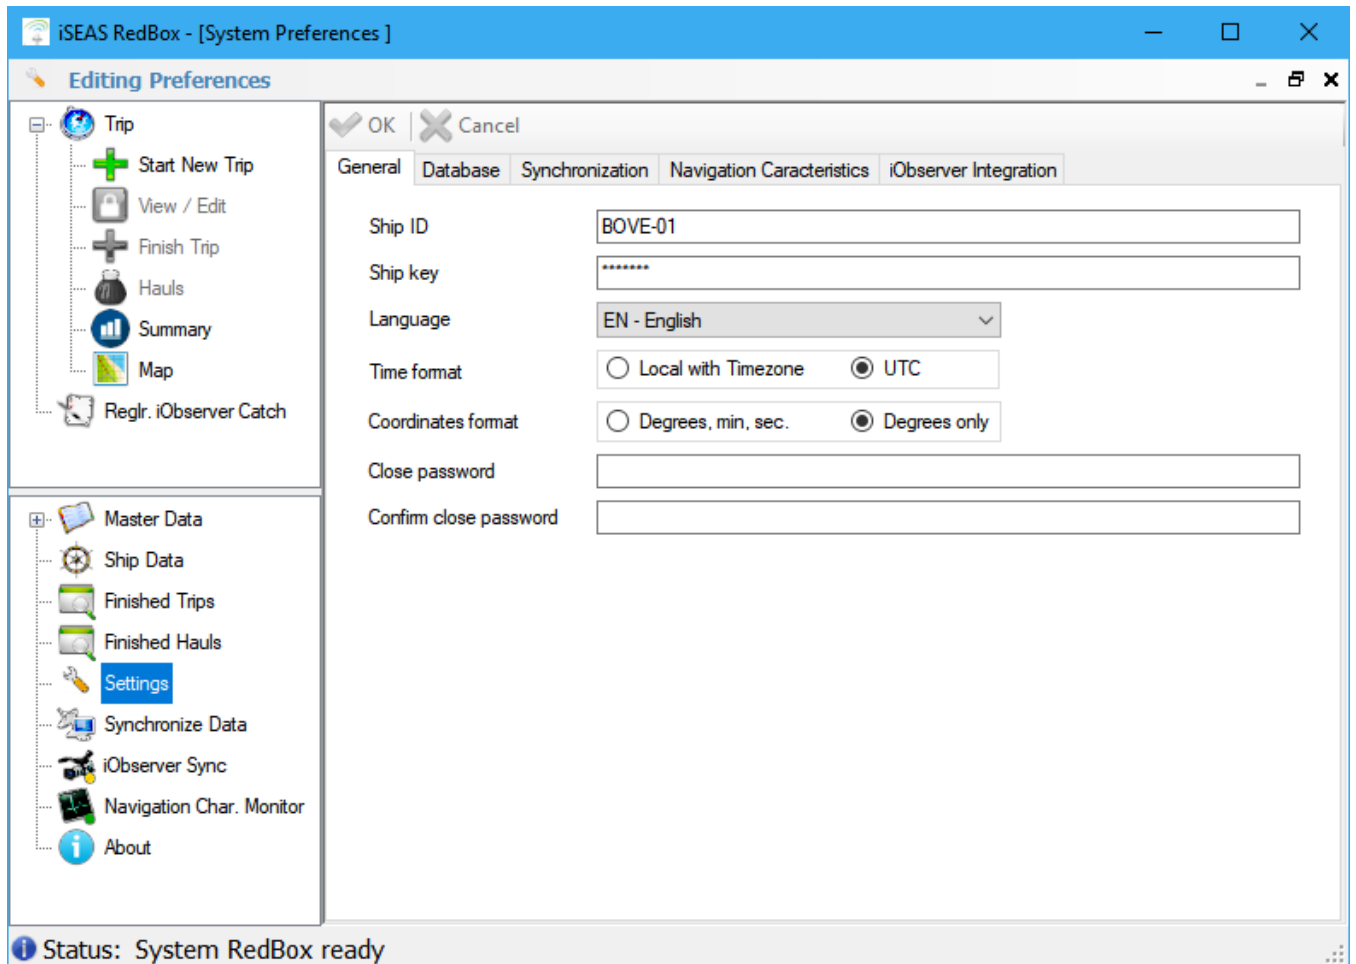 iSEAS RedBox - [System Preferences ]
Editing Preferences
Trip
Start New Trip
View / Edit
Finish Trip
Hauls
Summary
Map
Reglr. iObserver Catch
Master Data
Ship Data
Finished Trips
Finished Hauls
Settings
Synchronize Data
iObserver Sync
Navigation Char. Monitor
About
OK Cancel
General Database Synchronization Navigation Caracteristics iObserver Integration
Ship ID BOVE-01
Ship key *******
Language EN - English
Time format Local with Timezone UTC
Coordinates format Degrees, min, sec. Degrees only
Close password
Confirm close password
Status: System RedBox ready